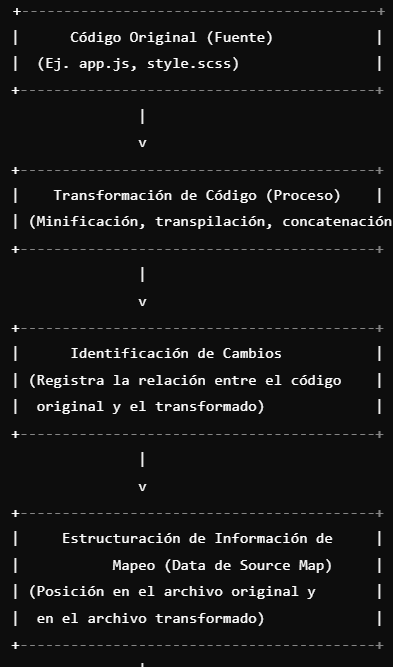 +------------------------------------------+
|      Código Original (Fuente)            |
|  (Ej. app.js, style.scss)                |
+------------------------------------------+
|
v
+------------------------------------------+
|    Transformación de Código (Proceso)    |
| (Minificación, transpilación, concatenación
+------------------------------------------+
|
v
+------------------------------------------+
|      Identificación de Cambios           |
| (Registra la relación entre el código    |
|  original y el transformado)             |
+------------------------------------------+
|
v
+------------------------------------------+
|     Estructuración de Información de     |
|           Mapeo (Data de Source Map)     |
| (Posición en el archivo original y       |
|  en el archivo transformado)             |
+------------------------------------------+
|